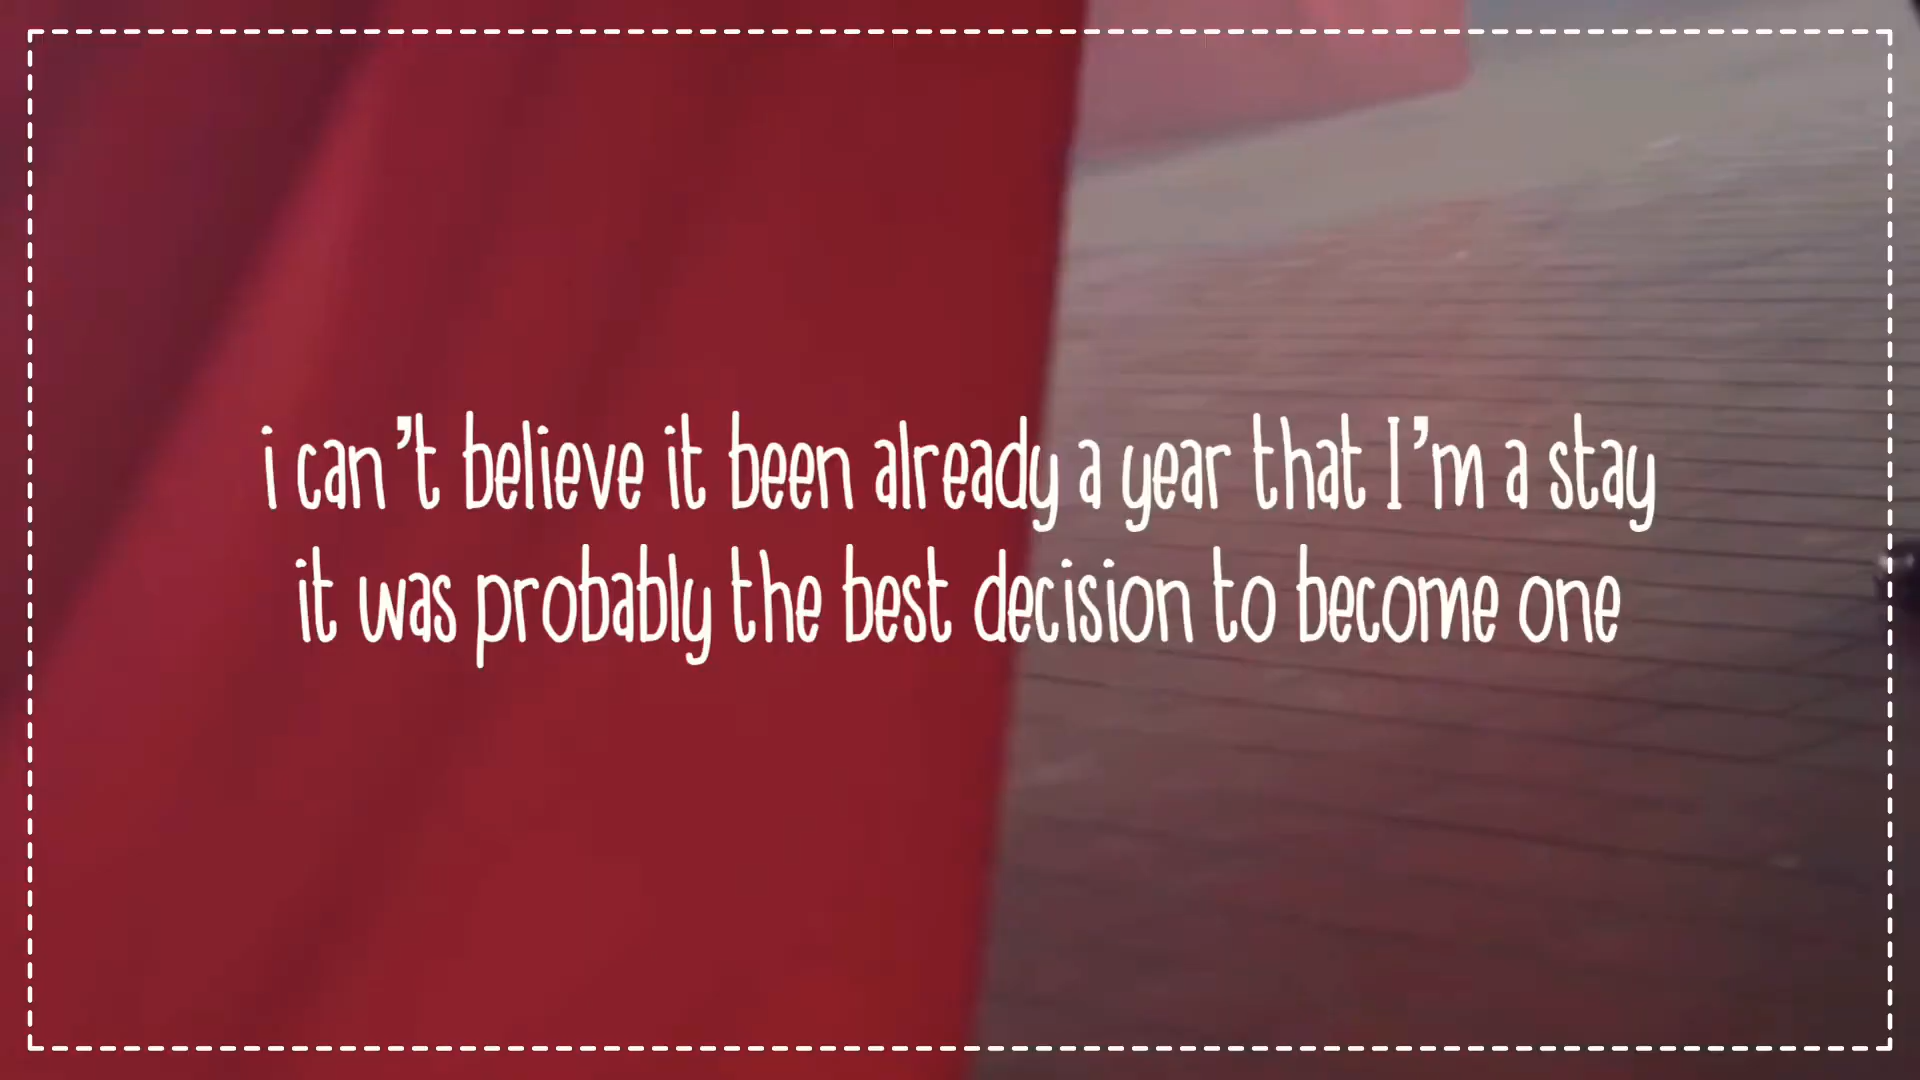 i can't believe it been already a year that I'm a stay
it was probably the best decision to become one